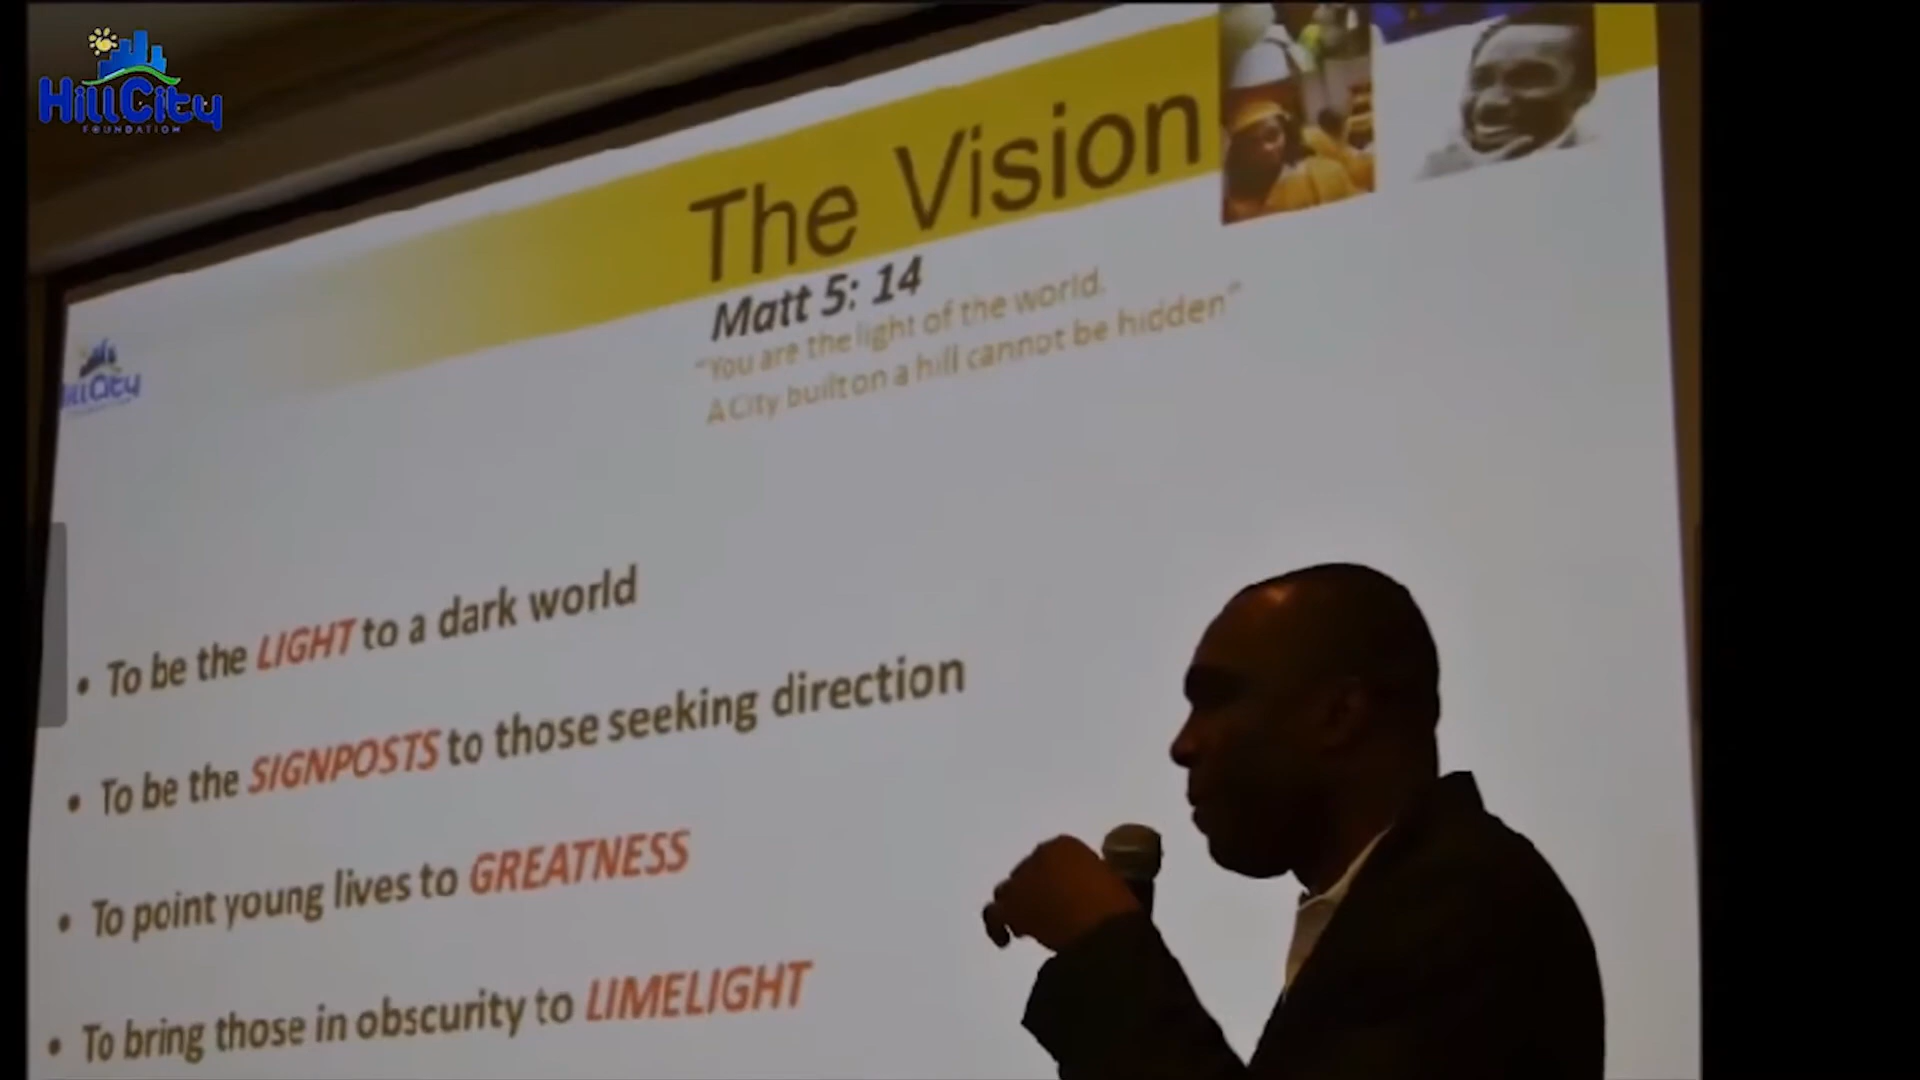 HillCity
FOUNDATION
The Vision
Matt 5: 14
"You are the light of the world.
A City built on a hill cannot be hidden"
illCity
• To be the LIGHT to a dark world
• To be the SIGNPOSTS to those seeking direction
• To point young lives to GREATNESS
• To bring those in obscurity to LIMELIGHT